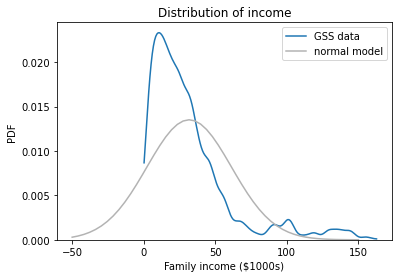 Distribution of income
GSS data
normal model
PDF
0.020
0.015
0.010
0.005
0.000
−50
0
50
100
150
Family income ($1000s)